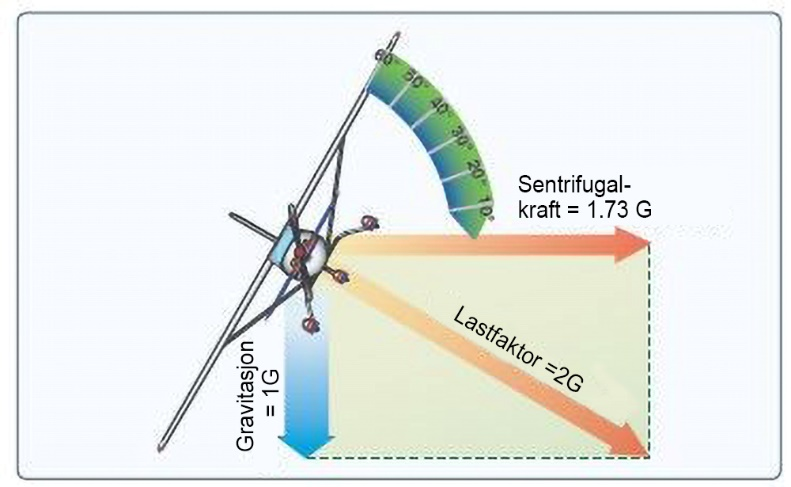 60°
50°
40°
30°
20°
10°
Sentrifugal-
kraft = 1.73 G
Lastfaktor =2G
Gravitasjon
= 1G